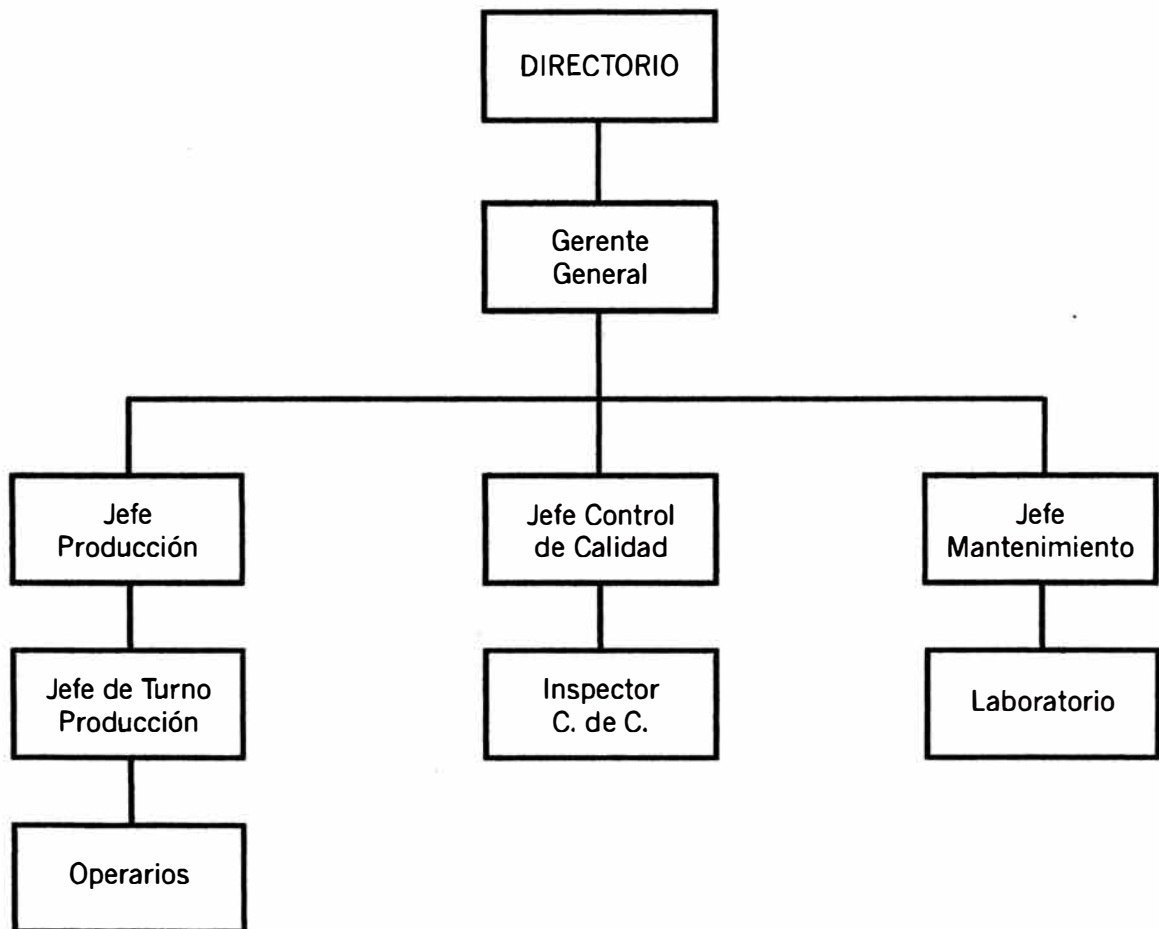 DIRECTORIO
Gerente
General
Jefe
Producción
Jefe Control
de Calidad
Jefe
Mantenimiento
Jefe de Turno
Producción
Inspector
C. de C.
Laboratorio
Operarios